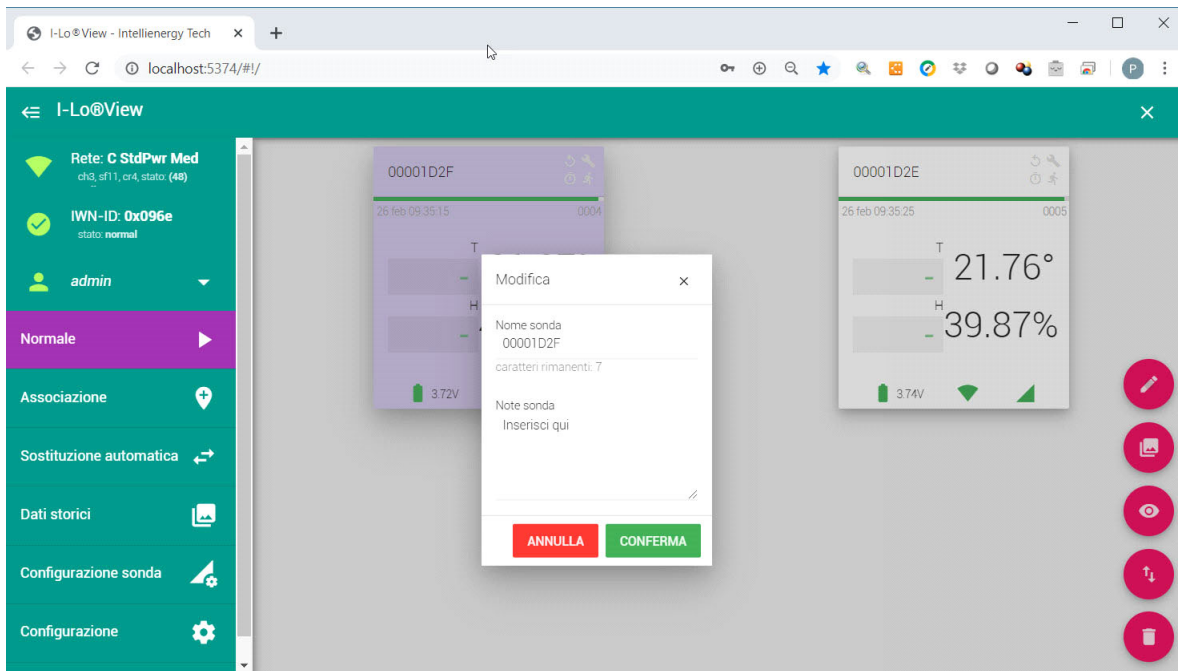 I-Lo®View - Intellienergy Tech
localhost:5374/#!/
P
I-Lo®View
Rete: C StdPwr Med
ch3, sf11, cr4, stato: (48)
IWN-ID: 0x096e
stato: normal
admin
Normale
Associazione
Sostituzione automatica
Dati storici
Configurazione sonda
Configurazione
00001D2F
26 feb 09:35:15
0004
T
-
H
-
3.72V
Modifica
Nome sonda
00001D2F
caratteri rimanenti: 7
Note sonda
Inserisci qui
ANNULLA
CONFERMA
00001D2E
26 feb 09:35:25
0005
T
- 21.76°
H
- 39.87%
3.74V